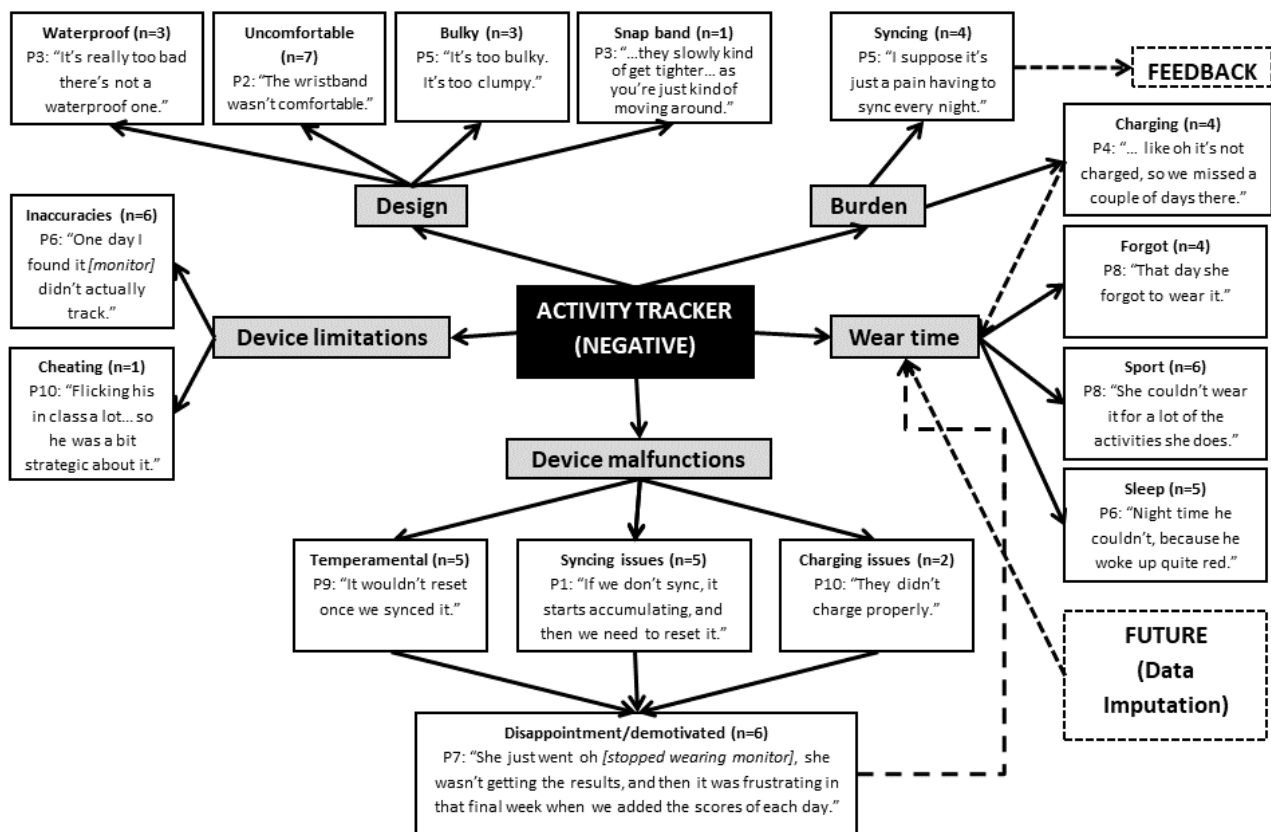 Waterproof (n=3)
P3: “It’s really too bad
there’s not a
waterproof one.”
Uncomfortable
(n=7)
P2: “The wristband
wasn’t comfortable.”
Bulky (n=3)
P5: “It’s too bulky.
It’s too clumpy.”
Snap band (n=1)
P3: “…they slowly kind
of get tighter… as
you’re just kind of
moving around.”
Syncing (n=4)
P5: “I suppose it’s
just a pain having to
sync every night.”
FEEDBACK
Charging (n=4)
P4: “… like oh it’s not
charged, so we missed a
couple of days there.”
Design
Burden
Inaccuracies (n=6)
P6: “One day I
found it [monitor]
didn’t actually
track.”
Forgot (n=4)
P8: “That day she
forgot to wear it.”
ACTIVITY TRACKER
(NEGATIVE)
Device limitations
Wear time
Cheating (n=1)
P10: “Flicking his
in class a lot… so
he was a bit
strategic about it.”
Sport (n=6)
P8: “She couldn’t wear
it for a lot of the
activities she does.”
Device malfunctions
Sleep (n=5)
P6: “Night time he
couldn’t, because he
woke up quite red.”
Temperamental (n=5)
P9: “It wouldn’t reset
once we synced it.”
Syncing issues (n=5)
P1: “If we don’t sync, it
starts accumulating, and
then we need to reset it.”
Charging issues (n=2)
P10: “They didn’t
charge properly.”
FUTURE
(Data
Imputation)
Disappointment/demotivated (n=6)
P7: “She just went oh [stopped wearing monitor], she
wasn’t getting the results, and then it was frustrating in
that final week when we added the scores of each day.”